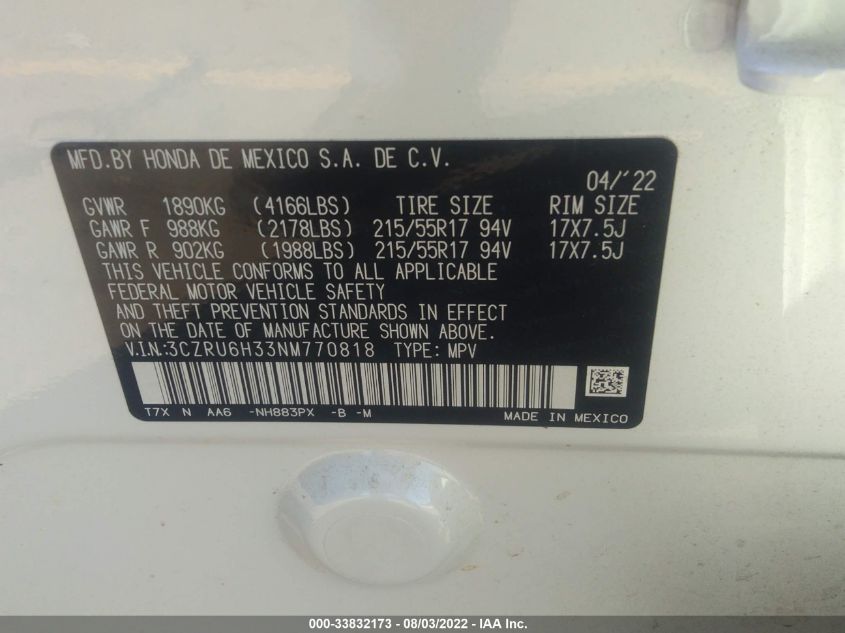 MFD.BY HONDA DE MEXICO S.A. DE C.V.
04/'22
GVWR 1890KG (4166LBS) TIRE SIZE RIM SIZE
GAWR F 988KG (2178LBS) 215/55R17 94V 17X7.5J
GAWR R 902KG (1988LBS) 215/55R17 94V 17X7.5J
THIS VEHICLE CONFORMS TO ALL APPLICABLE
FEDERAL MOTOR VEHICLE SAFETY
AND THEFT PREVENTION STANDARDS IN EFFECT
ON THE DATE OF MANUFACTURE SHOWN ABOVE.
V.I.N.:3CZRU6H33NM770818 TYPE: MPV
T7X N AA6 -NH883PX -B -M
MADE IN MEXICO
000-33832173 - 08/03/2022 - IAA Inc.